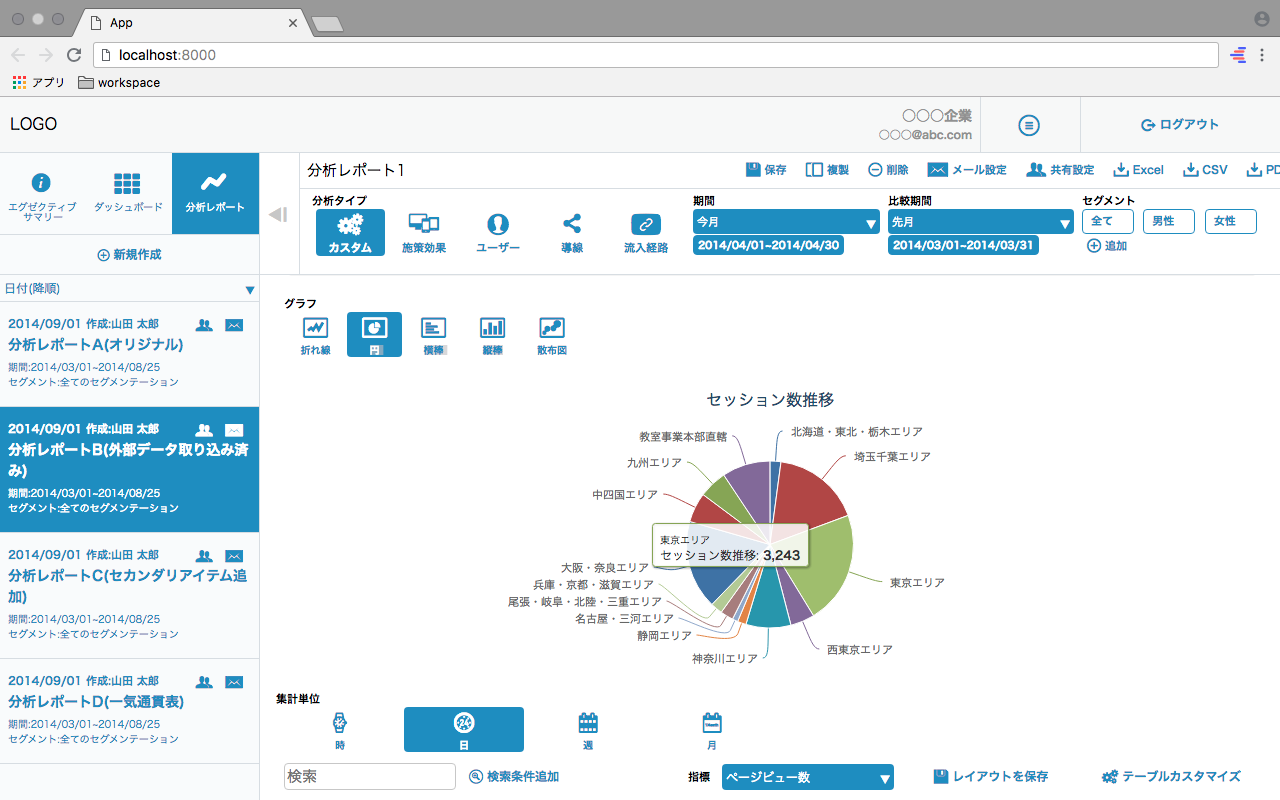 App
localhost:8000
アプリ
workspace
LOGO
〇〇〇企業
〇〇〇@abc.com
ログアウト
エグゼクティブ
サマリー
ダッシュボード
分析レポート
新規作成
日付(降順)
2014/09/01 作成:山田 太郎
分析レポートA(オリジナル)
期間:2014/03/01~2014/08/25
セグメント:全てのセグメンテーション
2014/09/01 作成:山田 太郎
分析レポートB(外部データ取り込み済
み)
期間:2014/03/01~2014/08/25
セグメント:全てのセグメンテーション
2014/09/01 作成:山田 太郎
分析レポートC(セカンダリアイテム追
加)
期間:2014/03/01~2014/08/25
セグメント:全てのセグメンテーション
2014/09/01 作成:山田 太郎
分析レポートD(一気通貫表)
期間:2014/03/01~2014/08/25
セグメント:全てのセグメンテーション
分析レポート1
保存
複製
削除
メール設定
共有設定
Excel
CSV
PD
分析タイプ
カスタム
施策効果
ユーザー
導線
流入経路
期間
今月
2014/04/01~2014/04/30
比較期間
先月
2014/03/01~2014/03/31
セグメント
全て
男性
女性
追加
グラフ
折れ線
円
横棒
縦棒
散布図
セッション数推移
北海道・東北・栃木エリア
埼玉千葉エリア
東京エリア
西東京エリア
神奈川エリア
静岡エリア
名古屋・三河エリア
尾張・岐阜・北陸・三重エリア
兵庫・京都・滋賀エリア
大阪・奈良エリア
中四国エリア
九州エリア
教室事業本部直轄
東京エリア
セッション数推移: 3,243
集計単位
時
日
週
月
検索
検索条件追加
指標
ページビュー数
レイアウトを保存
テーブルカスタマイズ